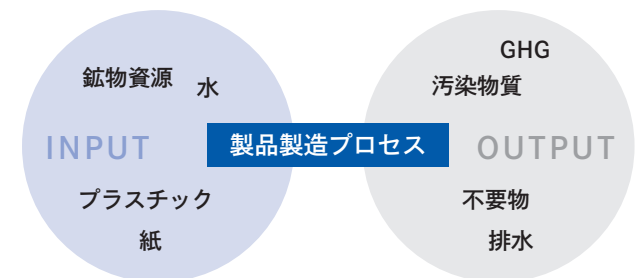 鉱物資源
水
INPUT
プラスチック
紙
製品製造プロセス
GHG
汚染物質
OUTPUT
不要物
排水